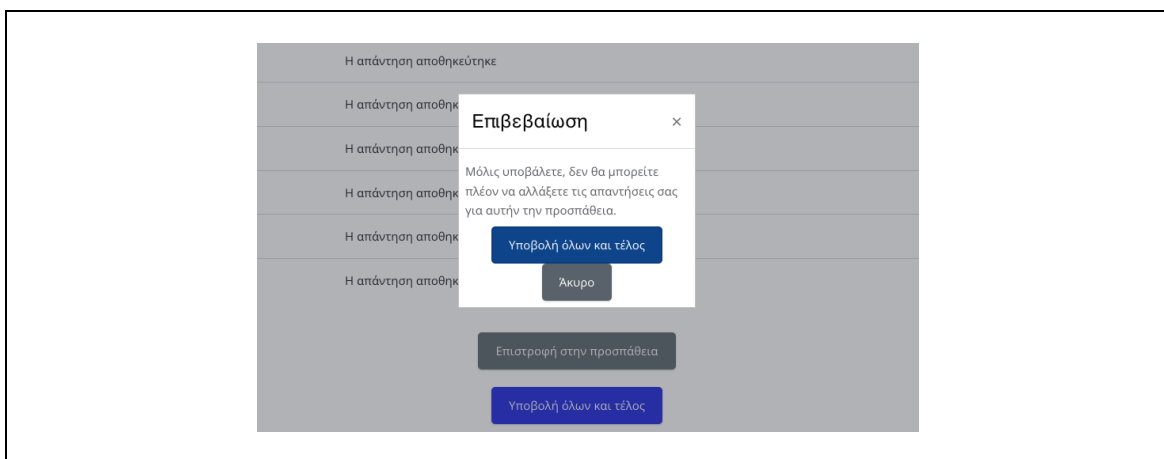 Η απάντηση αποθηκεύτηκε
Η απάντηση αποθηκ
Επιβεβαίωση ×
Η απάντηση αποθηκ
Μόλις υποβάλετε, δεν θα μπορείτε
Η απάντηση αποθηκ
πλέον να αλλάξετε τις απαντήσεις σας
για αυτήν την προσπάθεια.
Η απάντηση αποθηκ
Υποβολή όλων και τέλος
Η απάντηση αποθηκ
Άκυρο
Επιστροφή στην προσπάθεια
Υποβολή όλων και τέλος